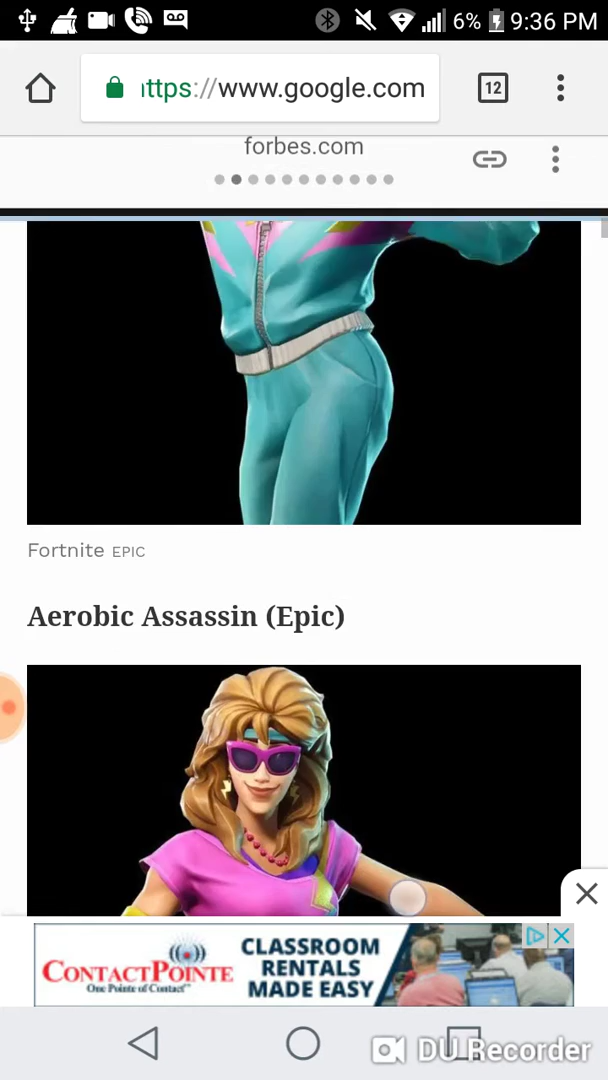 6% 9:36 PM
ttps://www.google.com
12
forbes.com
Fortnite EPIC
Aerobic Assassin (Epic)
CONTACTPOINTE
One Pointe of Contact
CLASSROOM
RENTALS
MADE EASY
DU Recorder